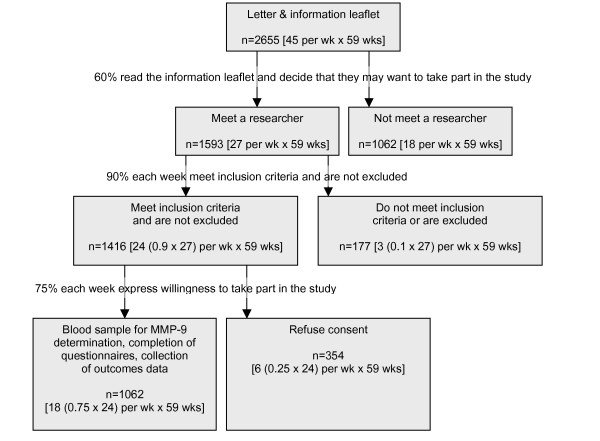 Letter & information leaflet
n=2655 [45 per wk x 59 wks]
60% read the information leaflet and decide that they may want to take part in the study
Meet a researcher
n=1593 [27 per wk x 59 wks]
Not meet a researcher
n=1062 [18 per wk x 59 wks]
90% each week meet inclusion criteria and are not excluded
Meet inclusion criteria
and are not excluded
n=1416 [24 (0.9 x 27) per wk x 59 wks]
Do not meet inclusion
criteria or are excluded
n=177 [3 (0.1 x 27) per wk x 59 wks]
75% each week express willingness to take part in the study
Blood sample for MMP-9
determination, completion of
questionnaires, collection
of outcomes data
n=1062
[18 (0.75 x 24) per wk x 59 wks]
Refuse consent
n=354
[6 (0.25 x 24) per wk x 59 wks]